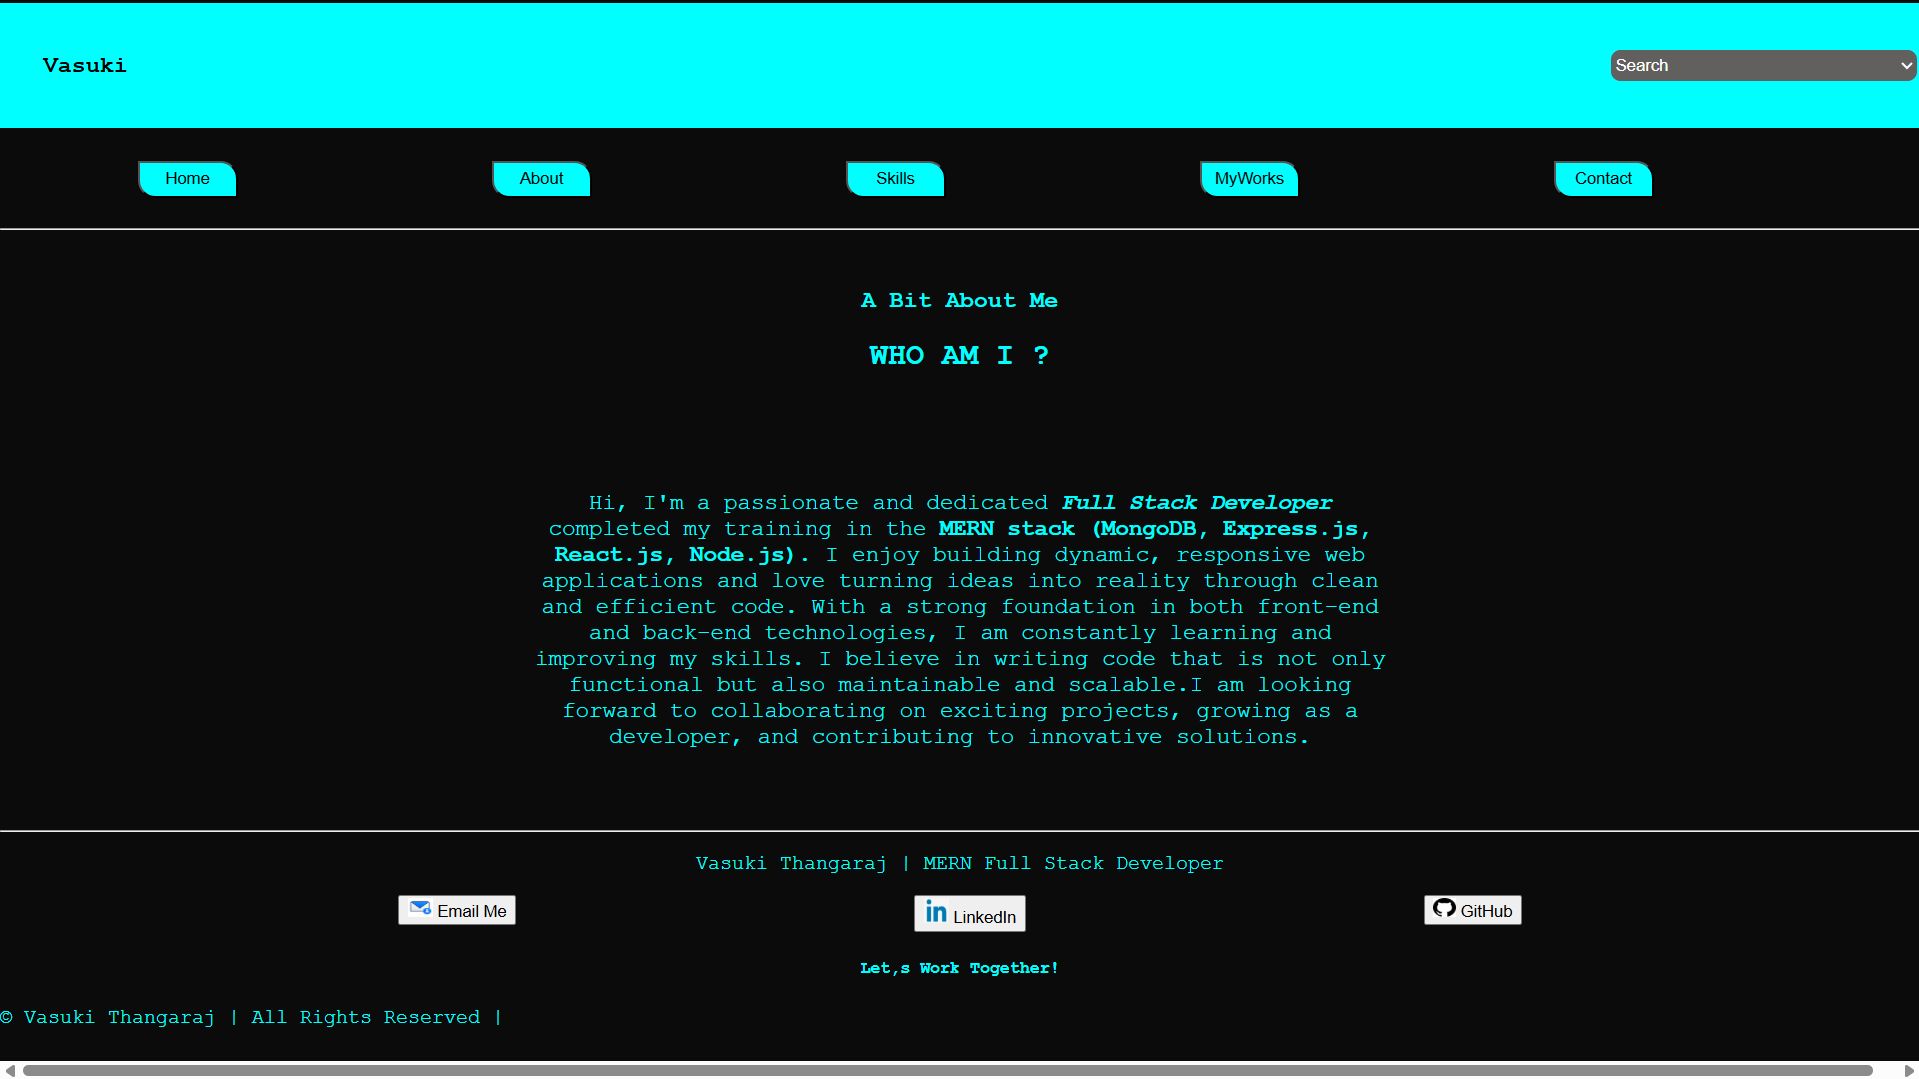 Vasuki
Search
Home
About
Skills
MyWorks
Contact
A Bit About Me
WHO AM I ?
Hi, I'm a passionate and dedicated Full Stack Developer
completed my training in the MERN stack (MongoDB, Express.js,
React.js, Node.js). I enjoy building dynamic, responsive web
applications and love turning ideas into reality through clean
and efficient code. With a strong foundation in both front-end
and back-end technologies, I am constantly learning and
improving my skills. I believe in writing code that is not only
functional but also maintainable and scalable.I am looking
forward to collaborating on exciting projects, growing as a
developer, and contributing to innovative solutions.
Vasuki Thangaraj | MERN Full Stack Developer
Email Me
LinkedIn
GitHub
Let,s Work Together!
© Vasuki Thangaraj | All Rights Reserved |